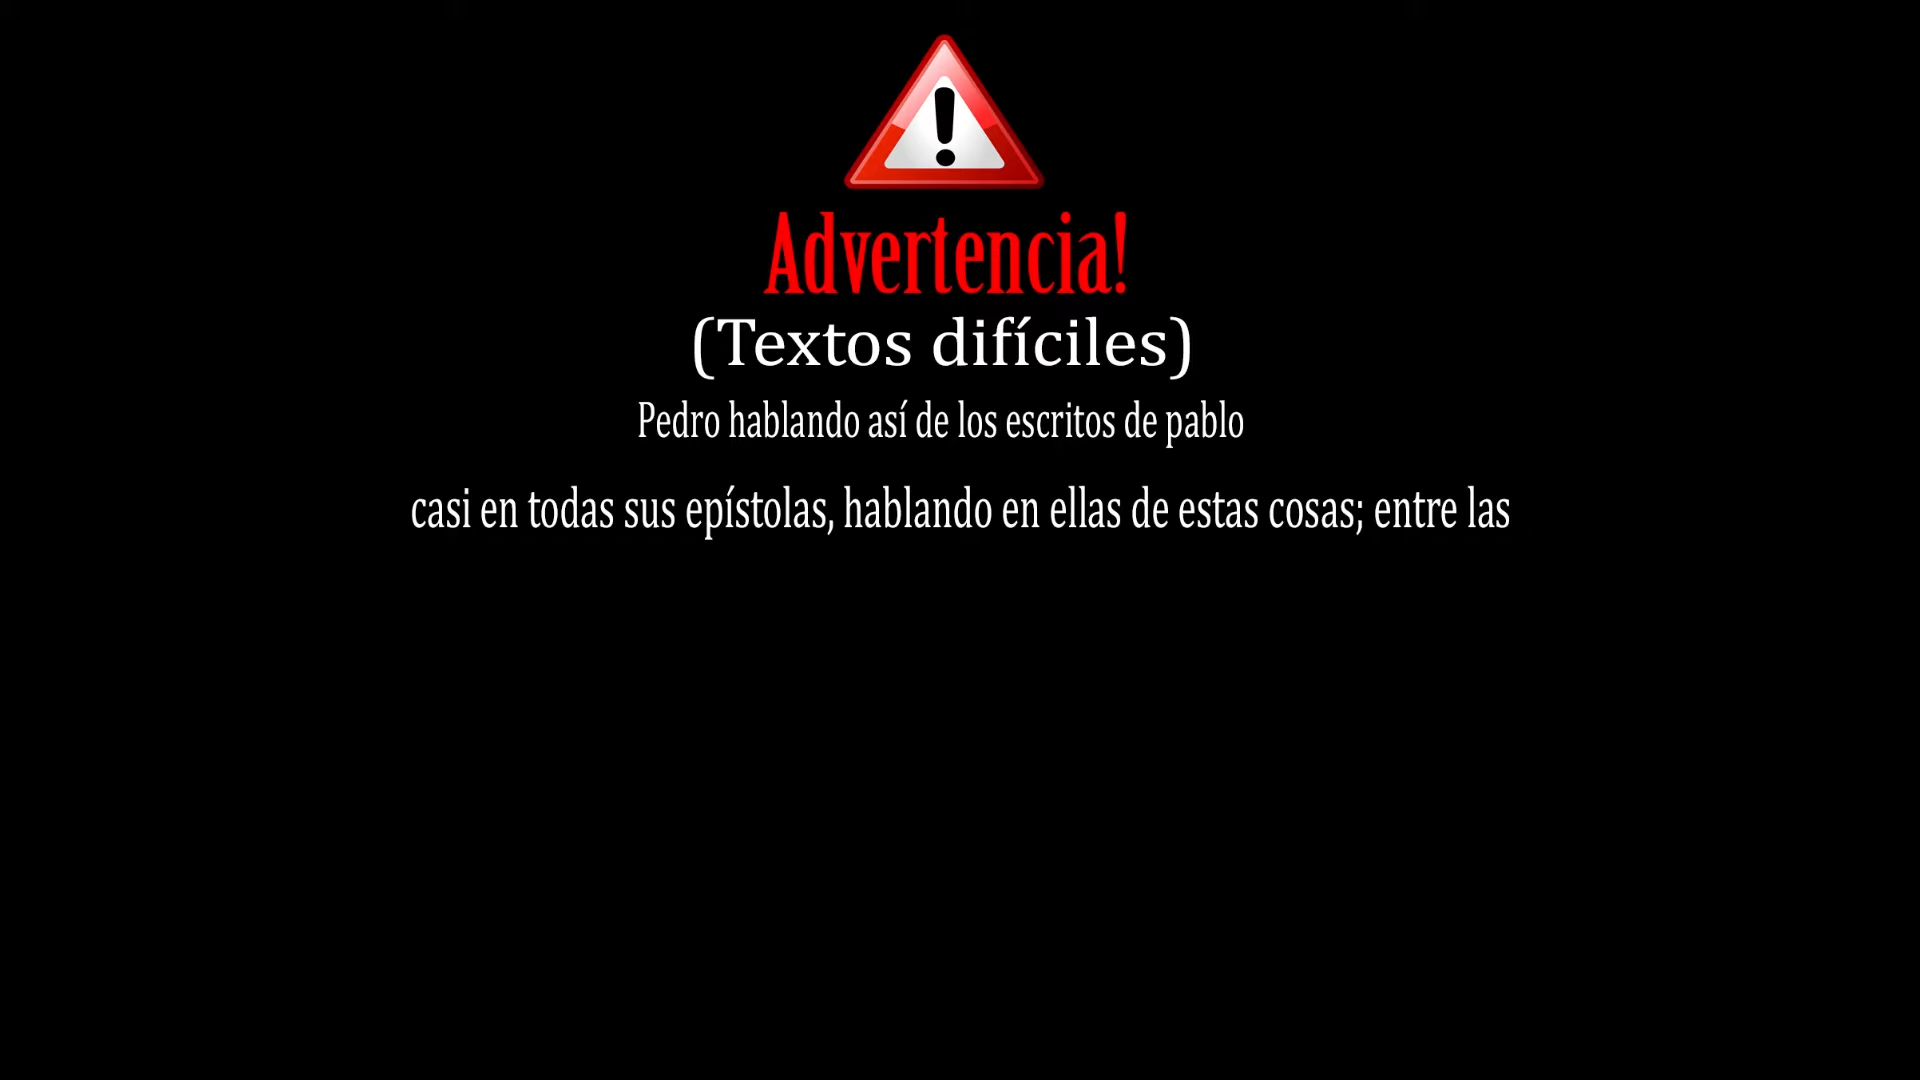 Advertencia!
(Textos difíciles)
Pedro hablando así de los escritos de pablo
casi en todas sus epístolas, hablando en ellas de estas cosas; entre las